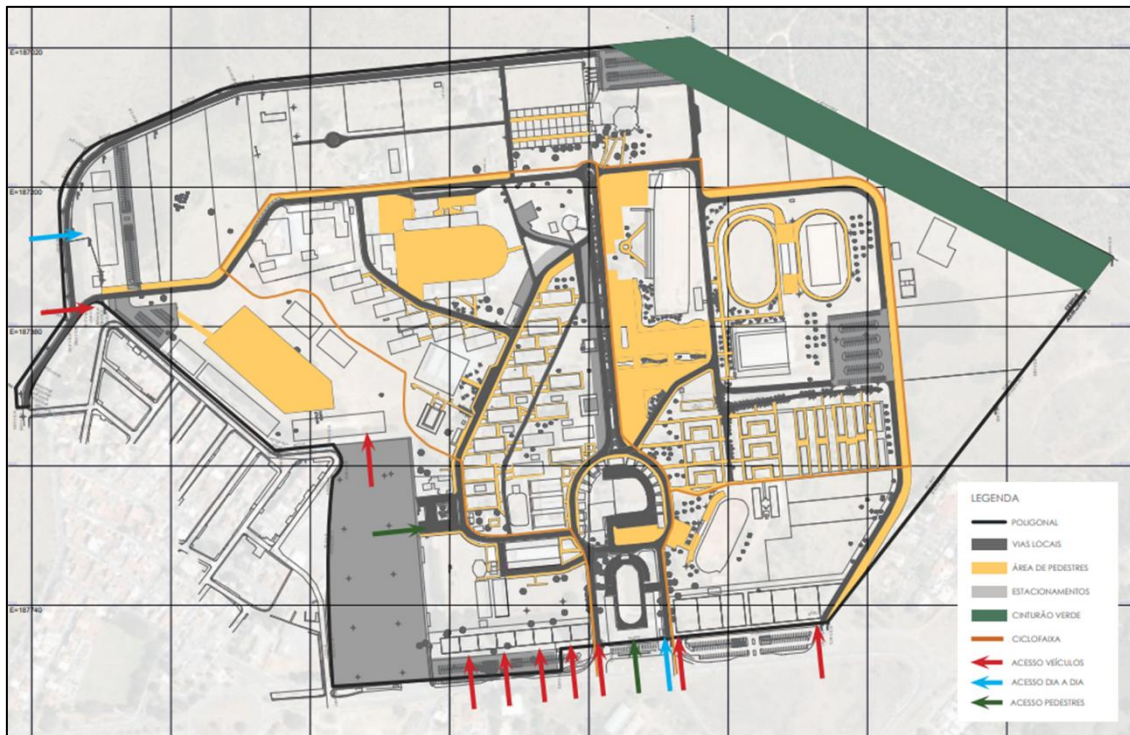 E=187020
E=187200
E=187380
E=187740
LEGENDA
POLIGONAL
VIAS LOCAIS
ÁREA DE PEDESTRES
ESTACIONAMENTOS
CINTURÃO VERDE
CICLOFAIXA
ACESSO VEÍCULOS
ACESSO DIA A DIA
ACESSO PEDESTRES